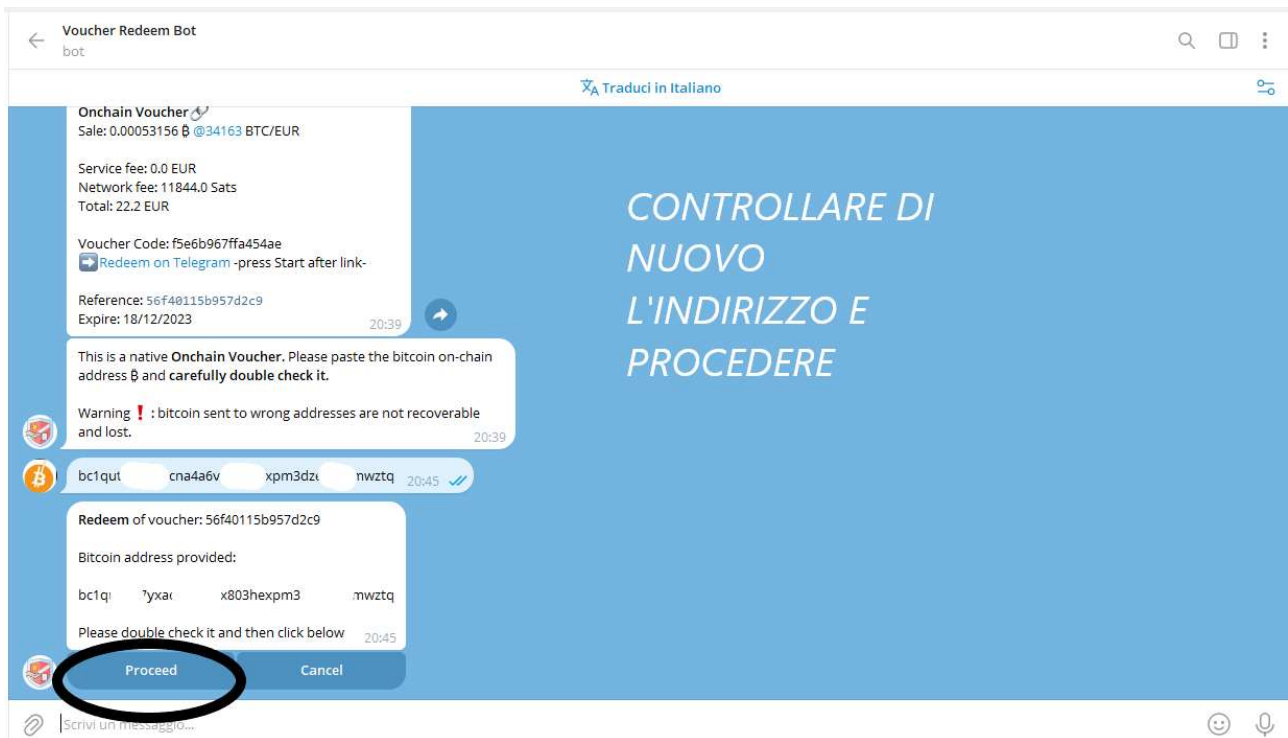 Voucher Redeem Bot
bot
Traduci in Italiano
Onchain Voucher
Sale: 0.00053156 ₿ @34163 BTC/EUR
Service fee: 0.0 EUR
Network fee: 11844.0 Sats
Total: 22.2 EUR
Voucher Code: f5e6b967ffa454ae
Redeem on Telegram -press Start after link-
Reference: 56f40115b957d2c9
Expire: 18/12/2023
20:39
CONTROLLARE DI
NUOVO
L'INDIRIZZO E
PROCEDERE
This is a native Onchain Voucher. Please paste the bitcoin on-chain
address ₿ and carefully double check it.
Warning ❗ : bitcoin sent to wrong addresses are not recoverable
and lost.
20:39
bc1qut cna4a6v xpm3dz mwztq 20:45
Redeem of voucher: 56f40115b957d2c9
Bitcoin address provided:
bc1q 7yxa x803hexpm3 mwztq
Please double check it and then click below 20:45
Proceed Cancel
Scrivi un messaggio...